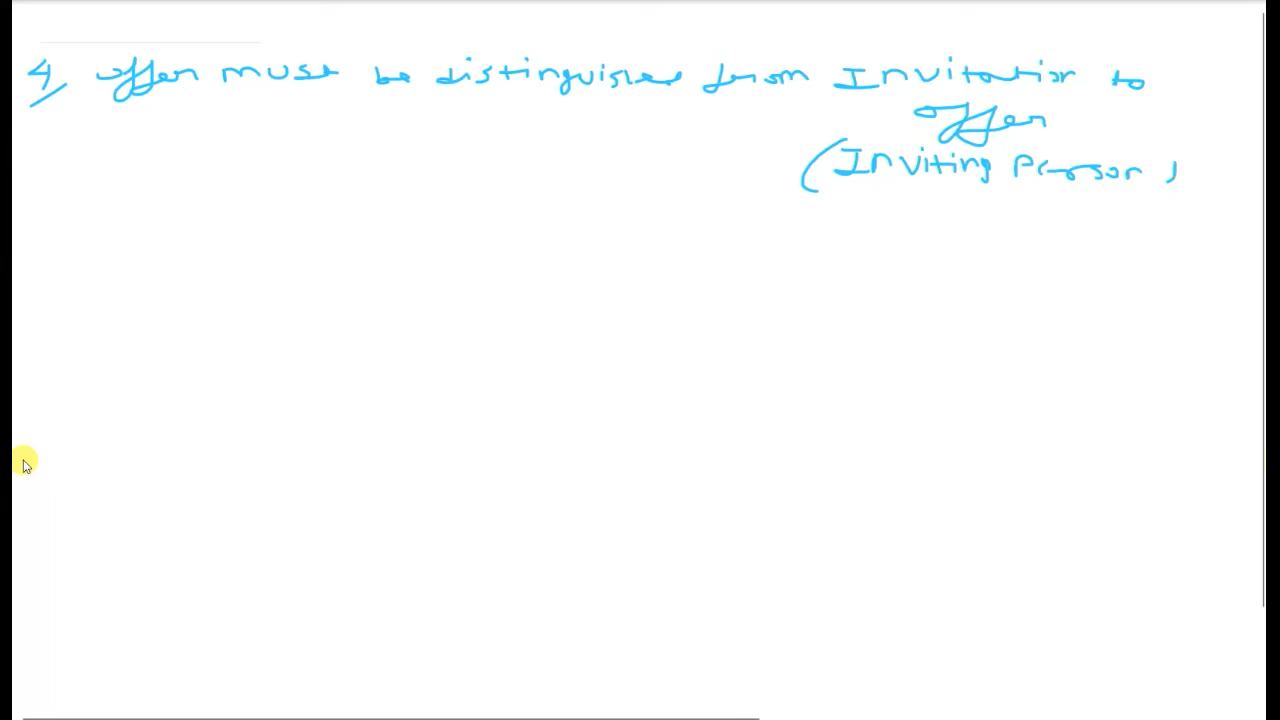 4/ offer must be distinguished from Invitation to
offer
(Inviting Person )